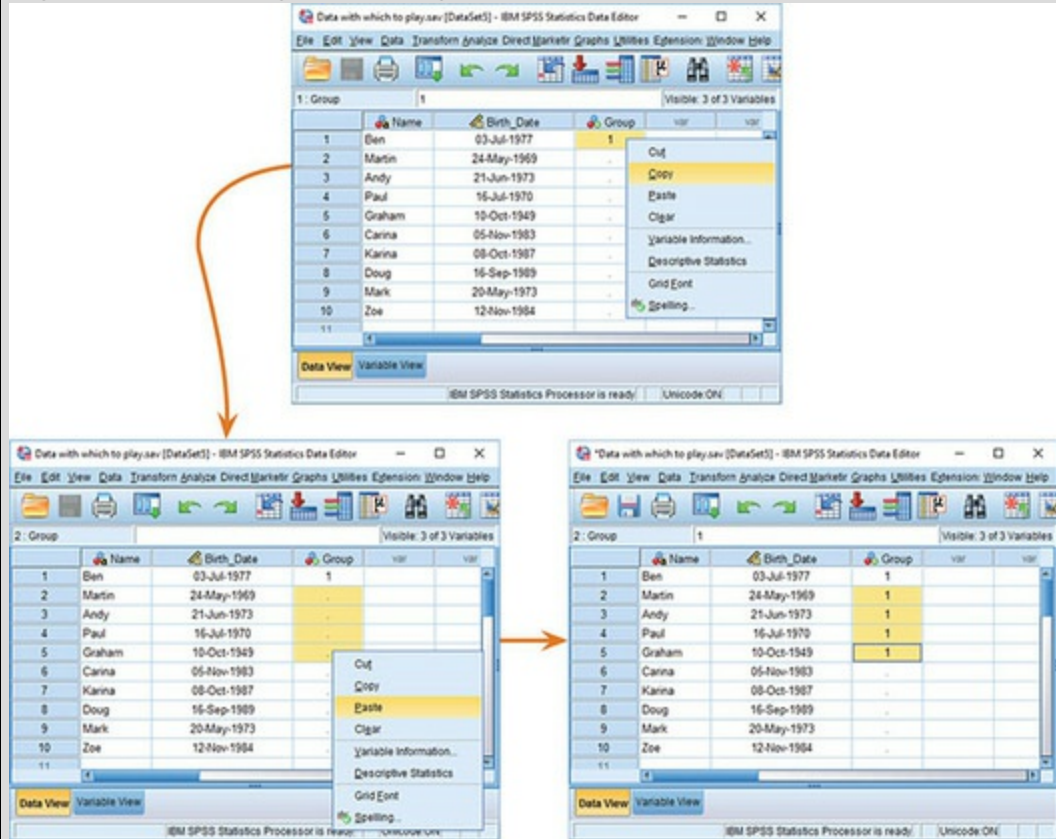 Data with which to play.sav [DataSet5] - IBM SPSS Statistics Data Editor
File Edit View Data Transform Analyze Direct Marketir Graphs Utilities Extension: Window Help
1 : Group 1 Visible: 3 of 3 Variables
Name Birth_Date Group var var
1 Ben 03-Jul-1977 1
2 Martin 24-May-1969 .
3 Andy 21-Jun-1973 .
4 Paul 16-Jul-1970 .
5 Graham 10-Oct-1949 .
6 Carina 05-Nov-1983 .
7 Karina 08-Oct-1987 .
8 Doug 16-Sep-1989 .
9 Mark 20-May-1973 .
10 Zoe 12-Nov-1984 .
11
Cut
Copy
Paste
Clear
Variable Information...
Descriptive Statistics
Grid Font
Spelling...
Data View Variable View
IBM SPSS Statistics Processor is ready Unicode:ON
Data with which to play.sav [DataSet5] - IBM SPSS Statistics Data Editor
File Edit View Data Transform Analyze Direct Marketir Graphs Utilities Extension: Window Help
2 : Group Visible: 3 of 3 Variables
Name Birth_Date Group var var
1 Ben 03-Jul-1977 1
2 Martin 24-May-1969 .
3 Andy 21-Jun-1973 .
4 Paul 16-Jul-1970 .
5 Graham 10-Oct-1949 .
6 Carina 05-Nov-1983
7 Karina 08-Oct-1987
8 Doug 16-Sep-1989
9 Mark 20-May-1973
10 Zoe 12-Nov-1984
11
Cut
Copy
Paste
Clear
Variable Information...
Descriptive Statistics
Grid Font
Spelling...
Data View Variable View
IBM SPSS Statistics Processor is ready Unicode:ON
*Data with which to play.sav [DataSet5] - IBM SPSS Statistics Data Editor
File Edit View Data Transform Analyze Direct Marketir Graphs Utilities Extension: Window Help
2 : Group 1 Visible: 3 of 3 Variables
Name Birth_Date Group var var
1 Ben 03-Jul-1977 1
2 Martin 24-May-1969 1
3 Andy 21-Jun-1973 1
4 Paul 16-Jul-1970 1
5 Graham 10-Oct-1949 1
6 Carina 05-Nov-1983 .
7 Karina 08-Oct-1987 .
8 Doug 16-Sep-1989 .
9 Mark 20-May-1973 .
10 Zoe 12-Nov-1984 .
11
Data View Variable View
IBM SPSS Statistics Processor is ready Unicode:ON